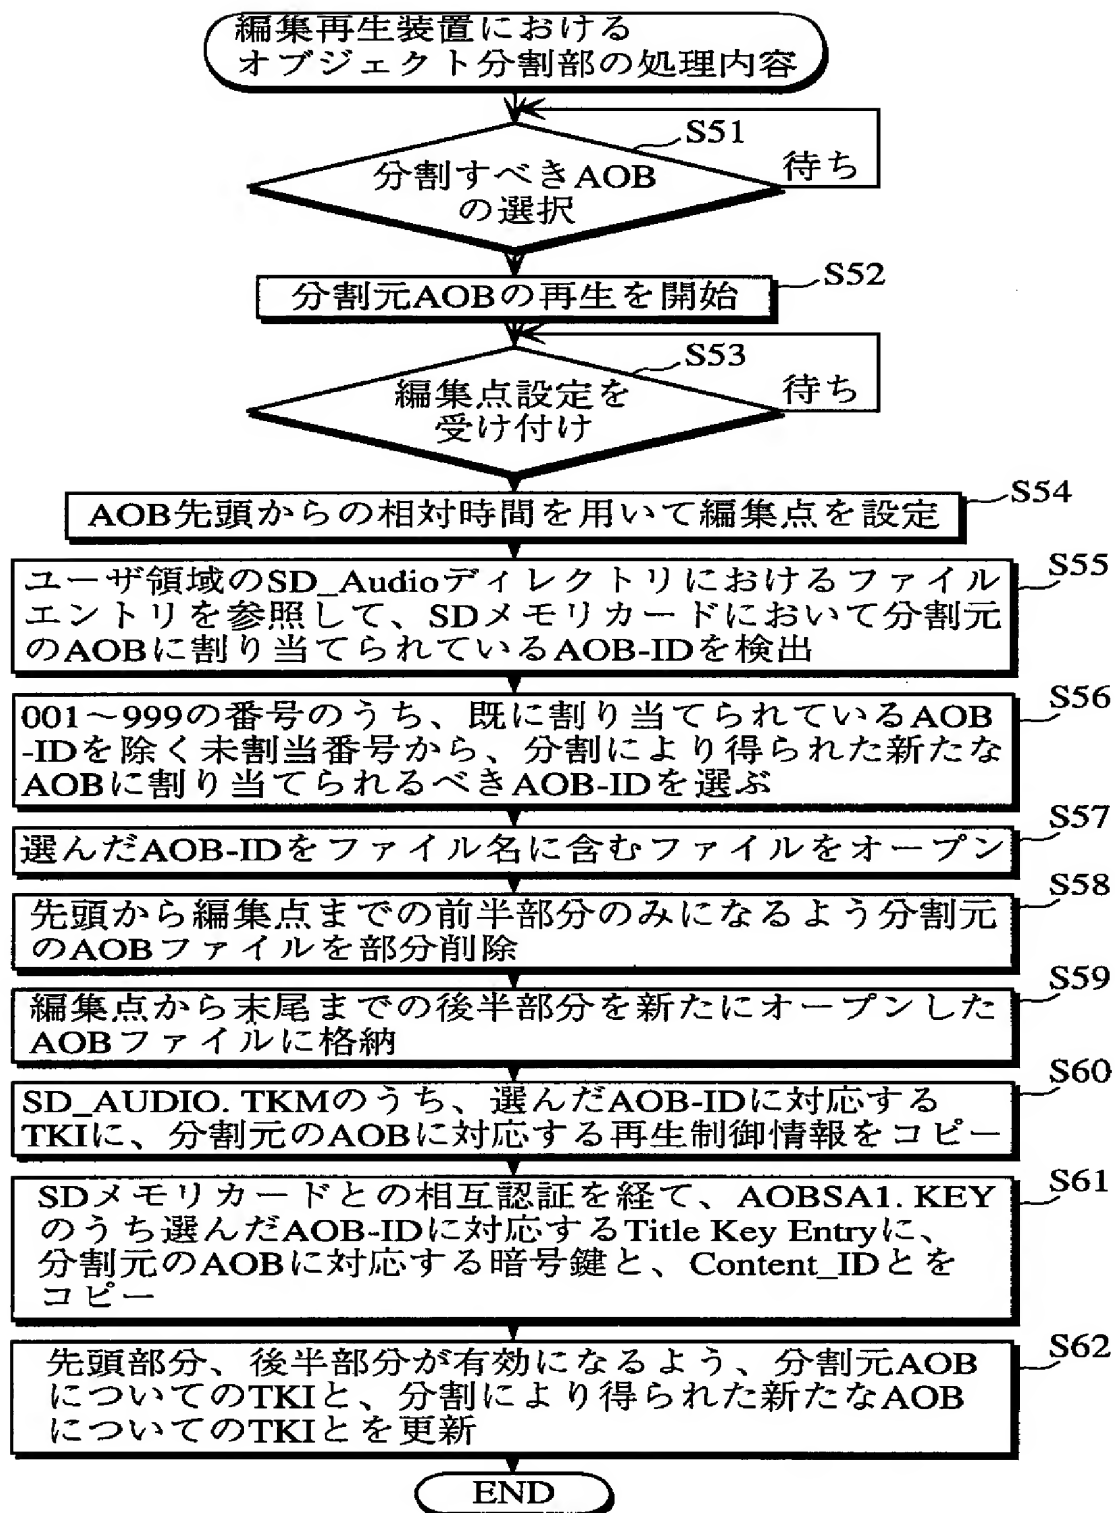 編集再生装置における
オブジェクト分割部の処理内容
S51
分割すべきAOB
の選択
待ち
S52
分割元AOBの再生を開始
S53
編集点設定を
受け付け
待ち
S54
AOB先頭からの相対時間を用いて編集点を設定
S55
ユーザ領域のSD_Audioディレクトリにおけるファイル
エントリを参照して、SDメモリカードにおいて分割元
のAOBに割り当てられているAOB-IDを検出
S56
001～999の番号のうち、既に割り当てられているAOB
-IDを除く未割当番号から、分割により得られた新たな
AOBに割り当てられるべきAOB-IDを選ぶ
S57
選んだAOB-IDをファイル名に含むファイルをオープン
S58
先頭から編集点までの前半部分のみになるよう分割元
のAOBファイルを部分削除
S59
編集点から末尾までの後半部分を新たにオープンした
AOBファイルに格納
S60
SD_AUDIO. TKMのうち、選んだAOB-IDに対応する
TKIに、分割元のAOBに対応する再生制御情報をコピー
S61
SDメモリカードとの相互認証を経て、AOBSA1. KEY
のうち選んだAOB-IDに対応するTitle Key Entryに、
分割元のAOBに対応する暗号鍵と、Content_IDとを
コピー
S62
先頭部分、後半部分が有効になるよう、分割元AOB
についてのTKIと、分割により得られた新たなAOB
についてのTKIとを更新
END